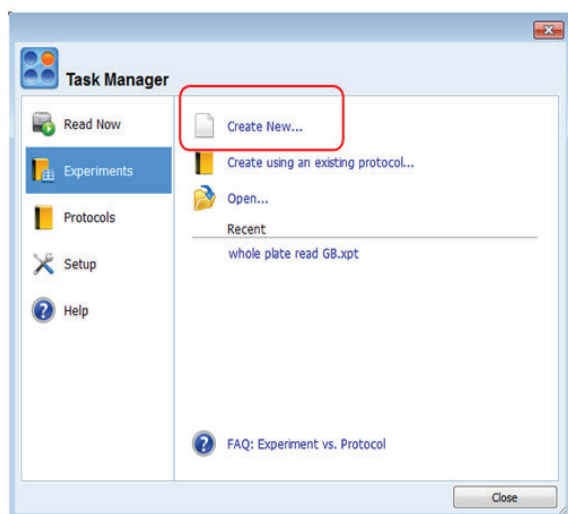 Task Manager
Read Now
Experiments
Protocols
Setup
Help
Create New...
Create using an existing protocol...
Open...
Recent
whole plate read GB.xpt
FAQ: Experiment vs. Protocol
Close